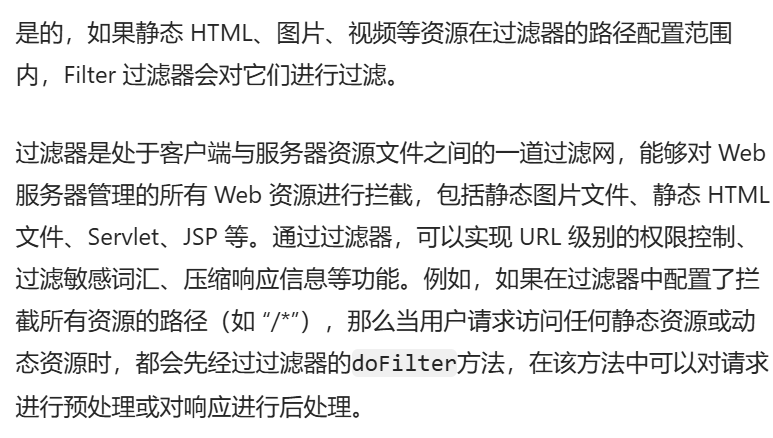 是的，如果静态 HTML、图片、视频等资源在过滤器的路径配置范围
内，Filter 过滤器会对它们进行过滤。
过滤器是处于客户端与服务器资源文件之间的一道过滤网，能够对 Web
服务器管理的所有 Web 资源进行拦截，包括静态图片文件、静态 HTML
文件、Servlet、JSP 等。通过过滤器，可以实现 URL 级别的权限控制、
过滤敏感词汇、压缩响应信息等功能。例如，如果在过滤器中配置了拦
截所有资源的路径（如 “/*”），那么当用户请求访问任何静态资源或动
态资源时，都会先经过过滤器的doFilter方法，在该方法中可以对请求
进行预处理或对响应进行后处理。